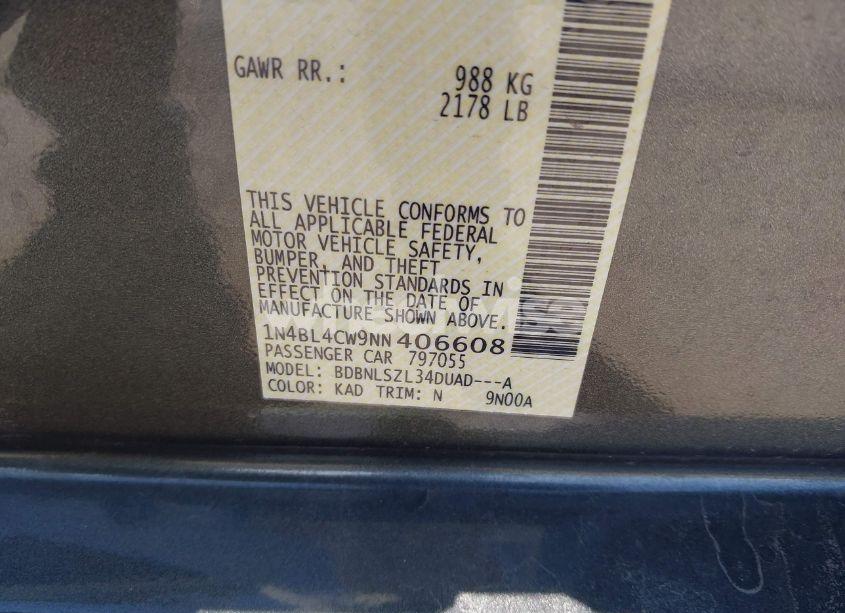 GAWR RR.: 988 KG
2178 LB
THIS VEHICLE CONFORMS TO
ALL APPLICABLE FEDERAL
MOTOR VEHICLE SAFETY,
BUMPER, AND THEFT
PREVENTION STANDARDS IN
EFFECT ON THE DATE OF
MANUFACTURE SHOWN ABOVE.
1N4BL4CW9NN406608
PASSENGER CAR 797055
MODEL: BDBNLSZL34DUAD---A
COLOR: KAD TRIM: N 9N00A